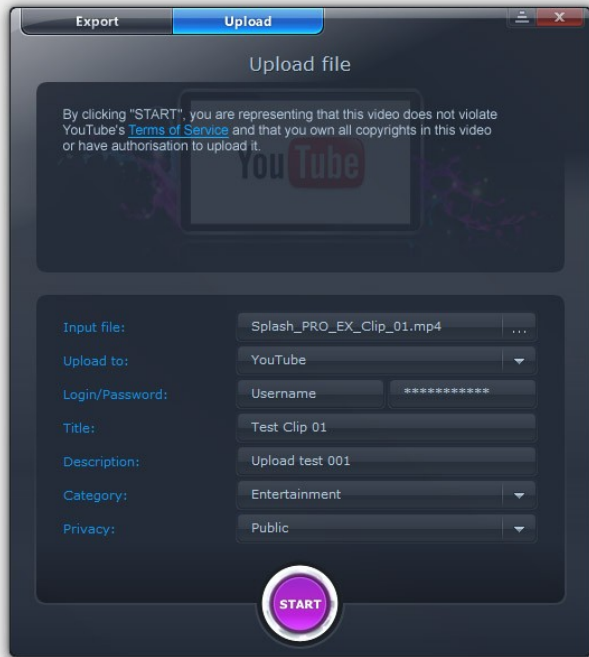 Export Upload
Upload file
By clicking "START", you are representing that this video does not violate
YouTube's Terms of Service and that you own all copyrights in this video
or have authorisation to upload it.
You Tube
Input file: Splash_PRO_EX_Clip_01.mp4 ...
Upload to: YouTube
Login/Password: Username ***********
Title: Test Clip 01
Description: Upload test 001
Category: Entertainment
Privacy: Public
START